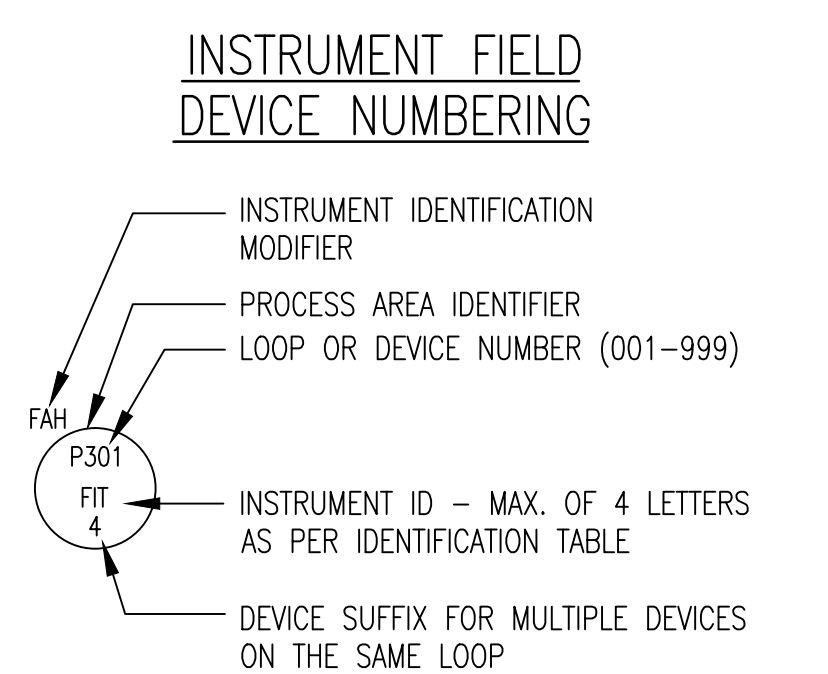 INSTRUMENT FIELD
DEVICE NUMBERING
INSTRUMENT IDENTIFICATION
MODIFIER
PROCESS AREA IDENTIFIER
LOOP OR DEVICE NUMBER (001-999)
FAH
P301
FIT
4
INSTRUMENT ID - MAX. OF 4 LETTERS
AS PER IDENTIFICATION TABLE
DEVICE SUFFIX FOR MULTIPLE DEVICES
ON THE SAME LOOP